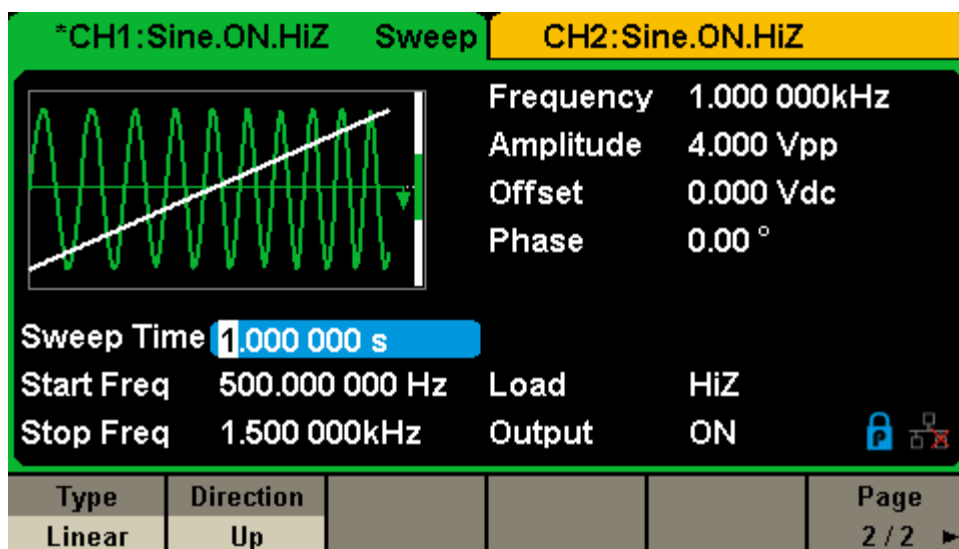 *CH1:Sine.ON.HiZ Sweep CH2:Sine.ON.HiZ
Frequency 1.000 000kHz
Amplitude 4.000 Vpp
Offset 0.000 Vdc
Phase 0.00 °
Sweep Time 1.000 000 s
Start Freq 500.000 000 Hz Load HiZ
Stop Freq 1.500 000kHz Output ON P
Type Direction Page
Linear Up 2 / 2 ►